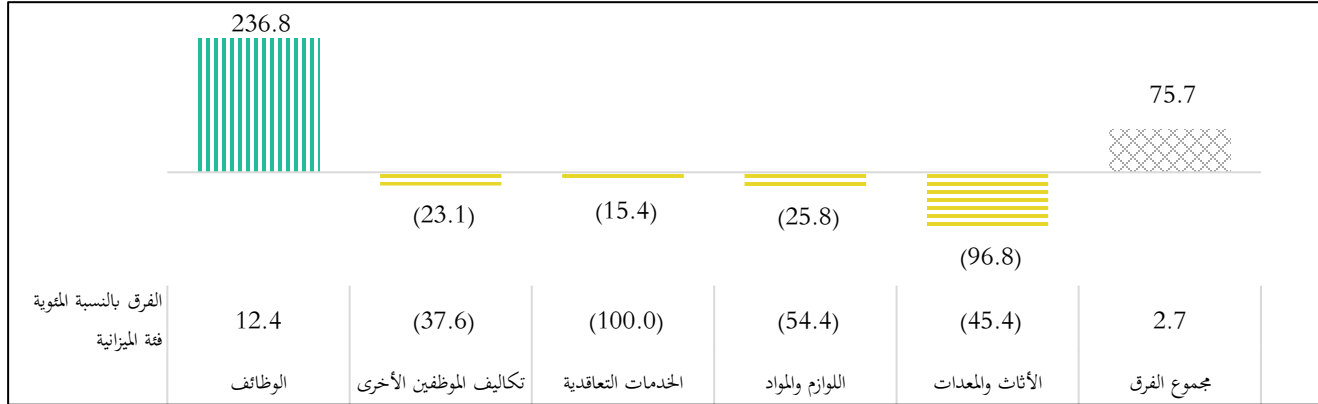 236.8
75.7
(23.1)
(15.4)
(25.8)
(96.8)
الفرق بالنسبة المئوية
12.4
(37.6)
(100.0)
(54.4)
(45.4)
2.7
فئة الميزانية
الوظائف
تكاليف الموظفين الأخرى
الخدمات التعاقدية
اللوازم والمواد
الأثاث والمعدات
مجموع الفرق